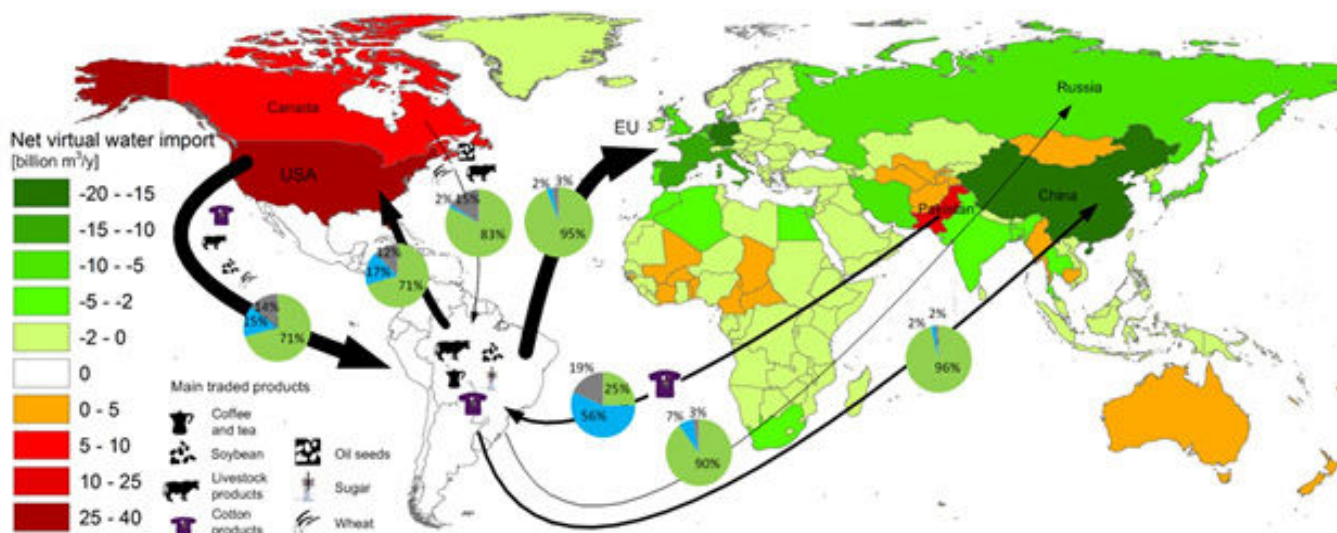 Canada
Russia
Net virtual water import
[billion m³/y]
EU
USA
China
Pakistan
-20 - -15
-15 - -10
-10 - -5
-5 - -2
-2 - 0
0
0 - 5
5 - 10
10 - 25
25 - 40
2%
15%
83%
2%
3%
95%
12%
17%
71%
14%
15%
71%
19%
25%
56%
7%
3%
90%
2%
2%
96%
Main traded products
Coffee
and tea
Soybean
Livestock
products
Cotton
products
Oil seeds
Sugar
Wheat